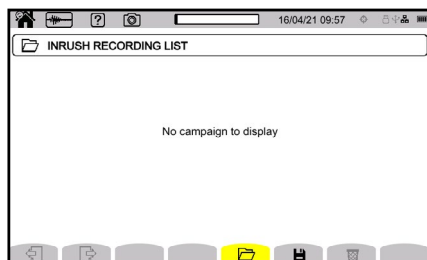 ? 16/04/21 09:57
INRUSH RECORDING LIST
No campaign to display